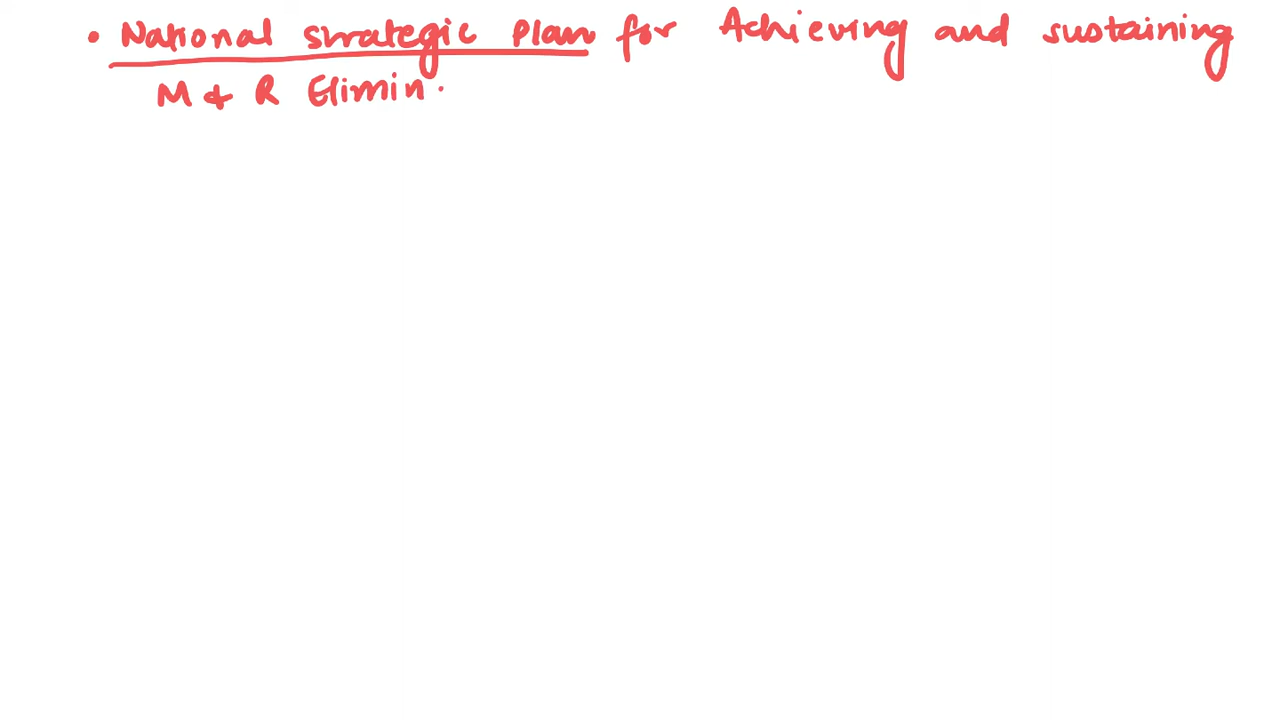 • National strategic Plan for Achieving and sustaining
M & R Elimin.